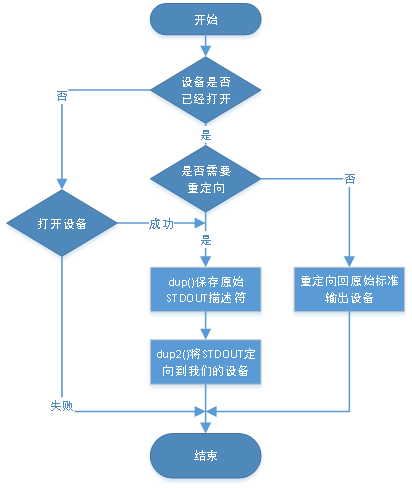 开始
设备是否
已经打开
否
是
是否需要
重定向
否
打开设备
成功
是
dup()保存原始
STDOUT描述符
重定向回原始标准
输出设备
dup2()将STDOUT定
向到我们的设备
失败
结束